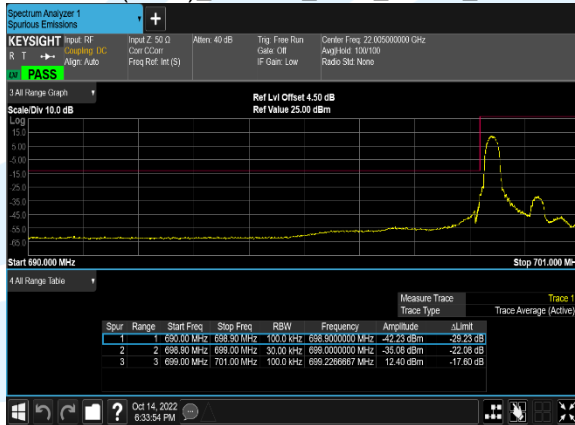 Spectrum Analyzer 1
Spurious Emissions
+
KEYSIGHT Input: RF Input Z: 50 Ω Atten: 40 dB Trig: Free Run Center Freq: 22.005000000 GHz
R T Coupling: DC Corr CCorr Gate: Off Avg|Hold: 100/100
Align: Auto Freq Ref: Int (S) IF Gain: Low Radio Std: None
PASS
3 All Range Graph
Ref Lvl Offset 4.50 dB
Scale/Div 10.0 dB Ref Value 25.00 dBm
Log
15.0
5.00
-5.00
-15.0
-25.0
-35.0
-45.0
-55.0
-65.0
Start 690.000 MHz Stop 701.000 MH
4 All Range Table
Measure Trace Trace 1
Trace Type Trace Average (Active)
Spur Range Start Freq Stop Freq RBW Frequency Amplitude ΔLimit
1 1 690.00 MHz 698.90 MHz 100.0 kHz 698.9000000 MHz -42.23 dBm -29.23 dB
2 2 698.90 MHz 699.00 MHz 30.00 kHz 699.0000000 MHz -35.08 dBm -22.08 dB
3 3 699.00 MHz 701.00 MHz 100.0 kHz 699.2266667 MHz 12.40 dBm -17.60 dB
?
Oct 14, 2022
6:33:54 PM